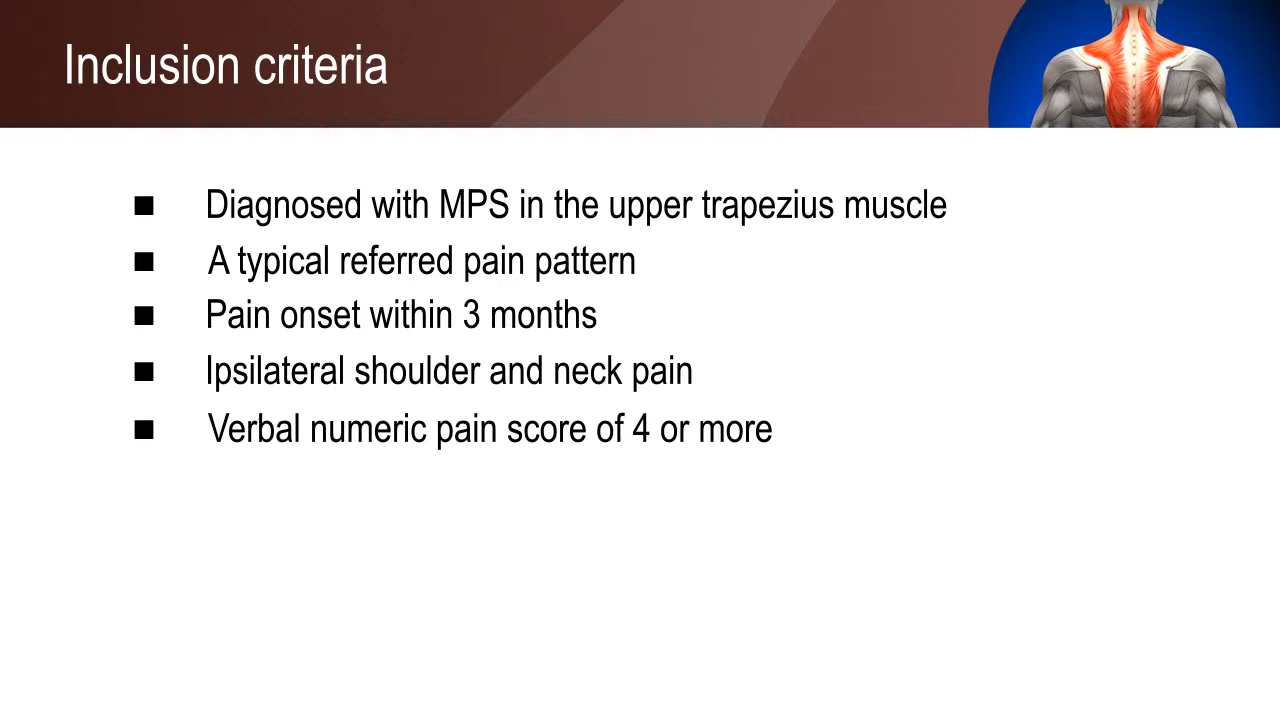 Inclusion criteria
■ Diagnosed with MPS in the upper trapezius muscle
■ A typical referred pain pattern
■ Pain onset within 3 months
■ Ipsilateral shoulder and neck pain
■ Verbal numeric pain score of 4 or more